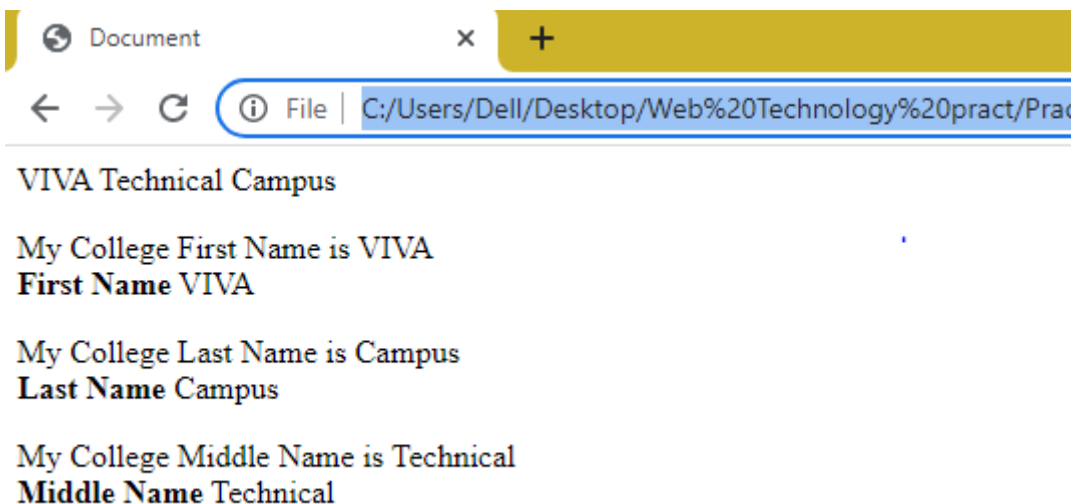 Document
File C:/Users/Dell/Desktop/Web%20Technology%20pract/Prac
VIVA Technical Campus
My College First Name is VIVA
First Name VIVA
My College Last Name is Campus
Last Name Campus
My College Middle Name is Technical
Middle Name Technical